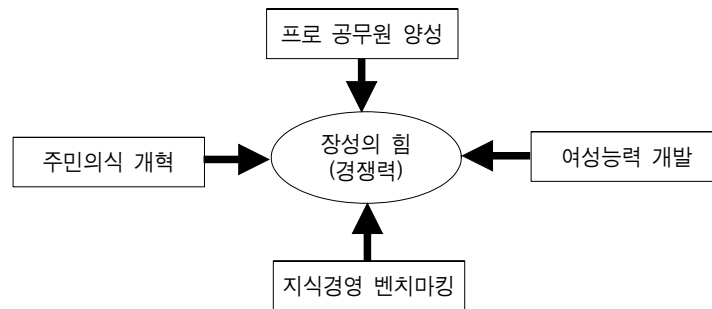 프로 공무원 양성
장성의 힘
(경쟁력)
주민의식 개혁
여성능력 개발
지식경영 벤치마킹